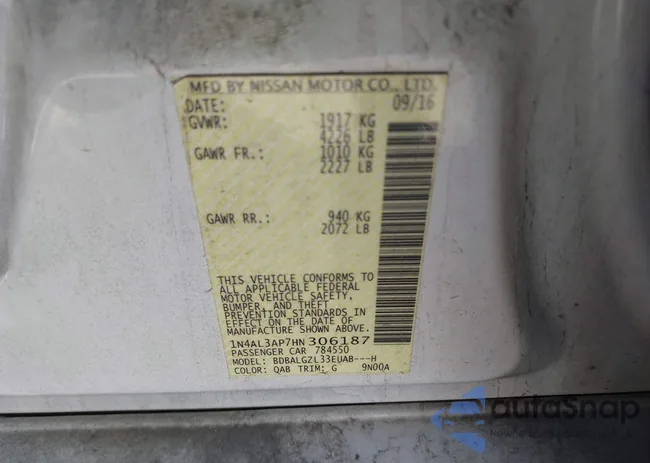 MFD BY NISSAN MOTOR CO., LTD.
DATE: 09/16
GVWR: 1917 KG
4226 LB
GAWR FR.: 1010 KG
2227 LB
GAWR RR.: 940 KG
2072 LB
THIS VEHICLE CONFORMS TO
ALL APPLICABLE FEDERAL
MOTOR VEHICLE SAFETY,
BUMPER, AND THEFT
PREVENTION STANDARDS IN
EFFECT ON THE DATE OF
MANUFACTURE SHOWN ABOVE.
1N4AL3AP7HN306187
PASSENGER CAR 784550
MODEL: BDBALGZL33EUAB---H
COLOR: QAB TRIM: G 9N00A
autoSnap